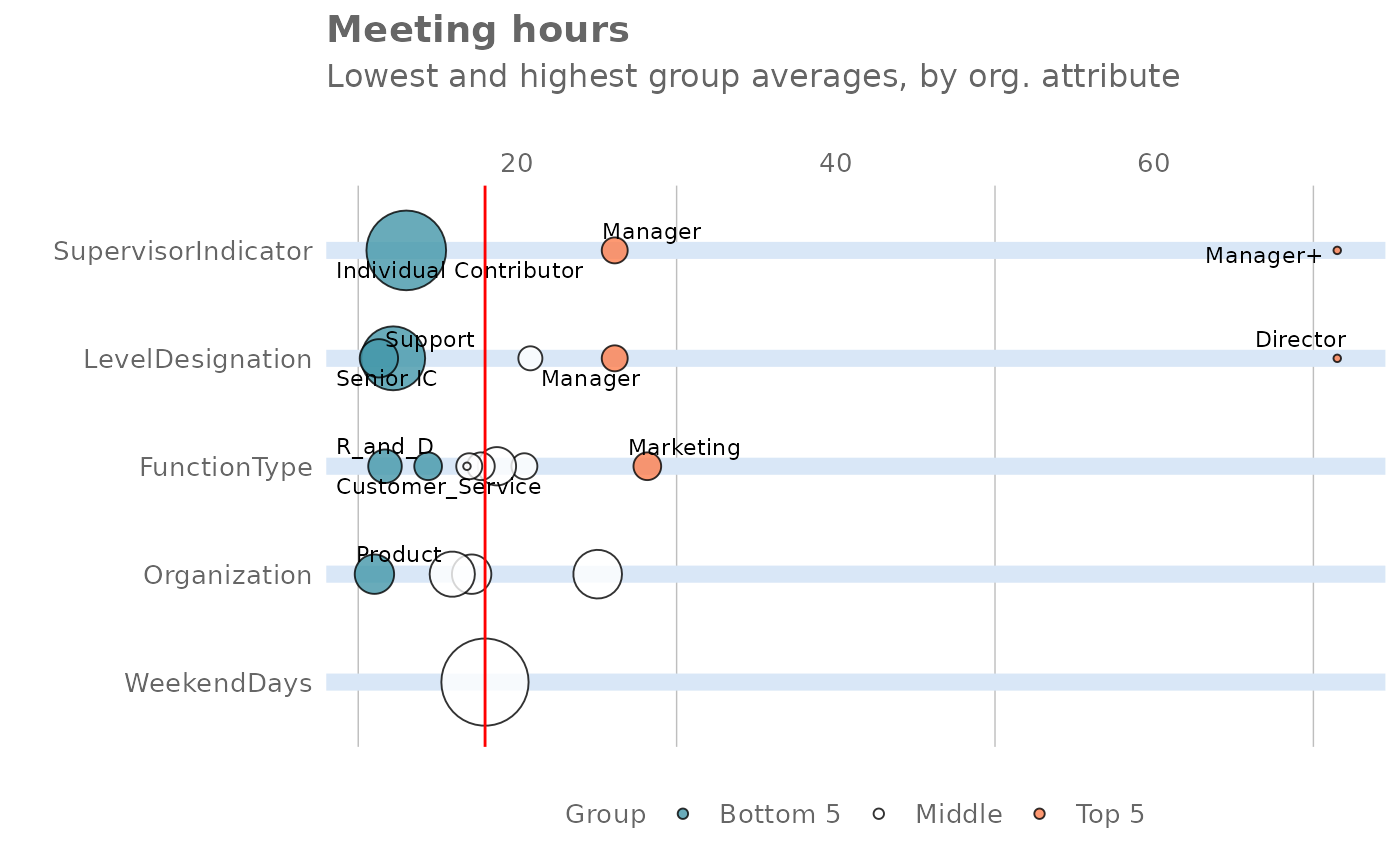 Meeting hours
Lowest and highest group averages, by org. attribute
20 40 60
SupervisorIndicator
Manager
Manager+
Individual Contributor
LevelDesignation
Support
Director
Senior IC
Manager
FunctionType
R_and_D
Marketing
Customer_Service
Organization
Product
WeekendDays
Group Bottom 5 Middle Top 5